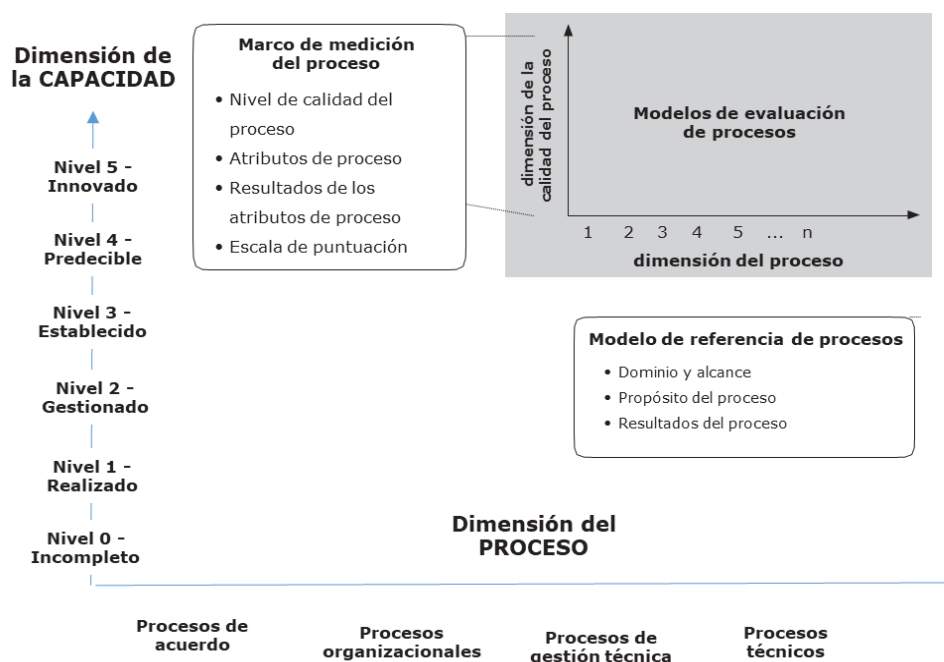 Dimensión de
la CAPACIDAD
Nivel 5 -
Innovado
Nivel 4 -
Predecible
Nivel 3 -
Establecido
Nivel 2 -
Gestionado
Nivel 1 -
Realizado
Nivel 0 -
Incompleto
Marco de medición
del proceso
• Nivel de calidad del
proceso
• Atributos de proceso
• Resultados de los
atributos de proceso
• Escala de puntuación
dimensión de la
calidad del proceso
Modelos de evaluación
de procesos
1 2 3 4 5 ... n
dimensión del proceso
Modelo de referencia de procesos
• Dominio y alcance
• Propósito del proceso
• Resultados del proceso
Dimensión del
PROCESO
Procesos de
acuerdo
Procesos
organizacionales
Procesos de
gestión técnica
Procesos
técnicos